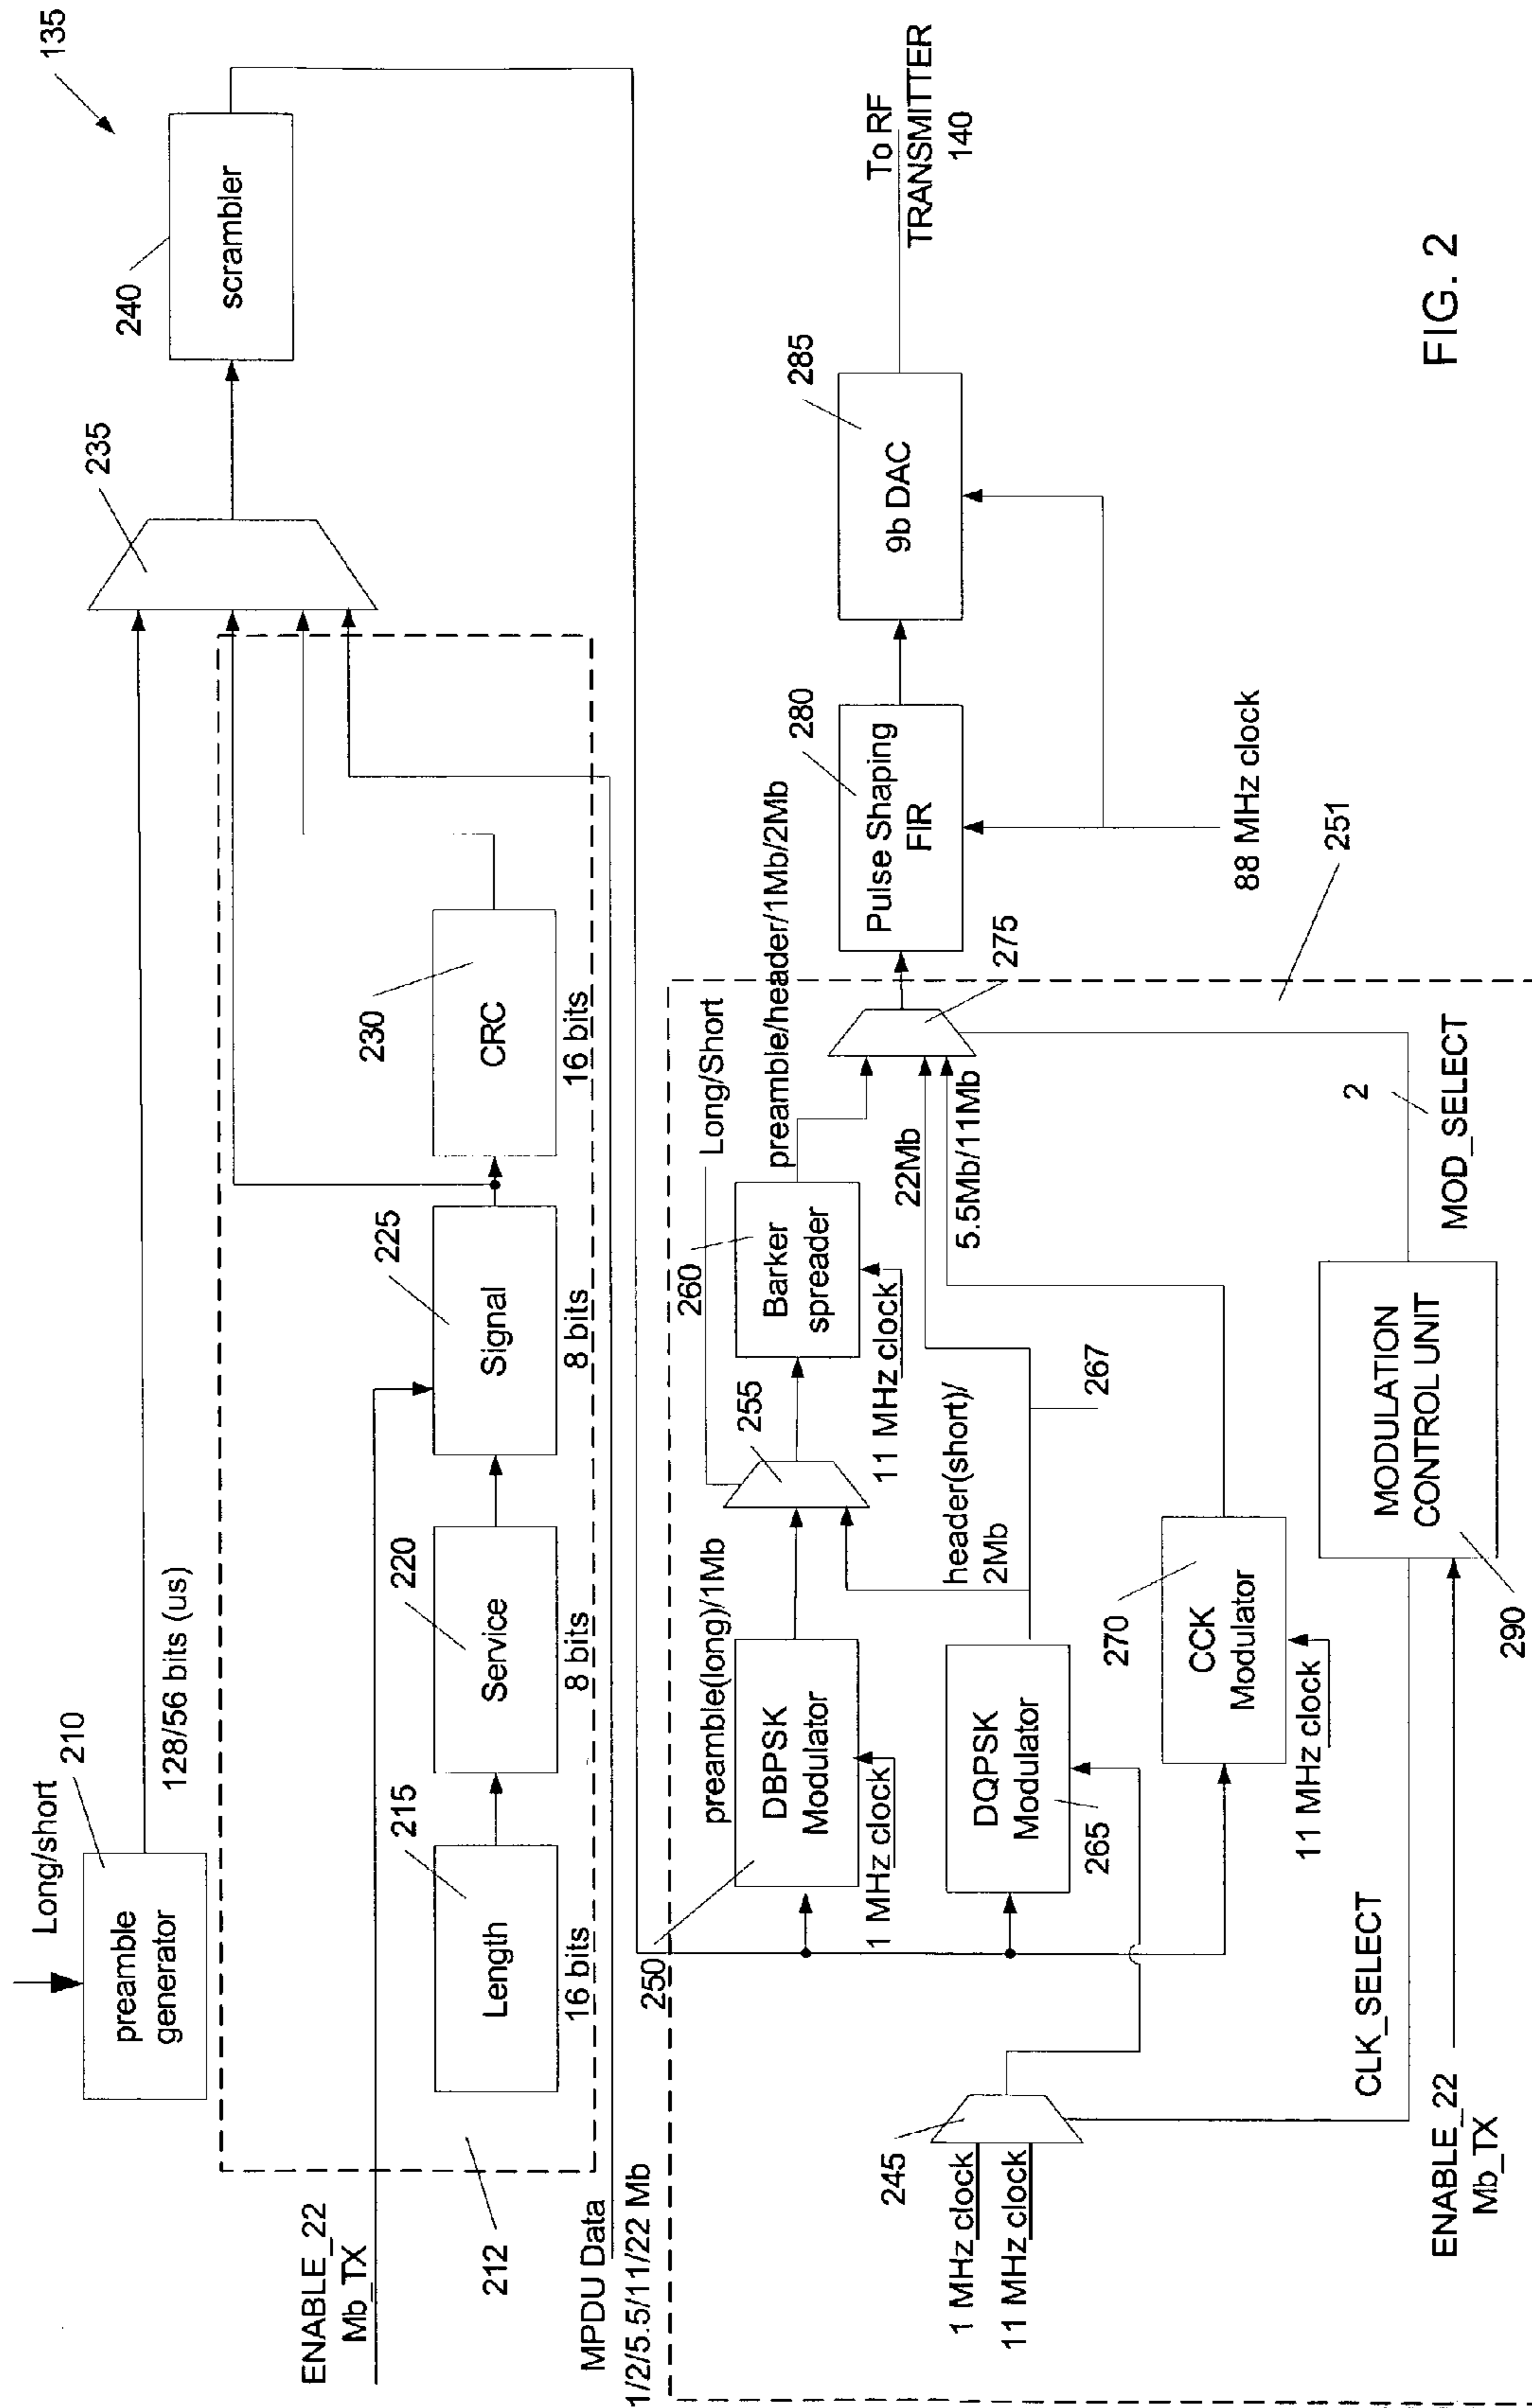 135
Long/short
210
preamble
generator
128/56 bits (us)
235
240
scrambler
ENABLE_22
Mb_TX
212
215
Length
16 bits
220
Service
8 bits
225
Signal
8 bits
230
CRC
16 bits
MPDU Data
1/2/5.5/11/22 Mb
250
preamble(long)/1Mb
DBPSK
Modulator
1 MHz clock
255
Long/Short
260
Barker
spreader
11 MHz clock
preamble/header/1Mb/2Mb
DQPSK
Modulator
265
header(short)/
2Mb
267
22Mb
5.5Mb/11Mb
275
245
1 MHz clock
11 MHz clock
270
CCK
Modulator
11 MHz clock
CLK_SELECT
ENABLE_22
Mb_TX
MODULATION
CONTROL UNIT
290
2
MOD_SELECT
251
280
Pulse Shaping
FIR
88 MHz clock
285
9b DAC
To RF
TRANSMITTER
140
FIG. 2